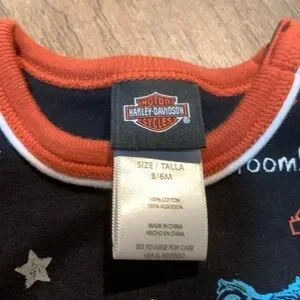 MOTOR
HARLEY-DAVIDSON
CYCLES
®
SIZE / TALLA
3/6M
100% COTTON
100% ALGODON
MADE IN CHINA
HECHO EN CHINA
SEE REVERSE FOR CARE
VEA EL REVERSO
room